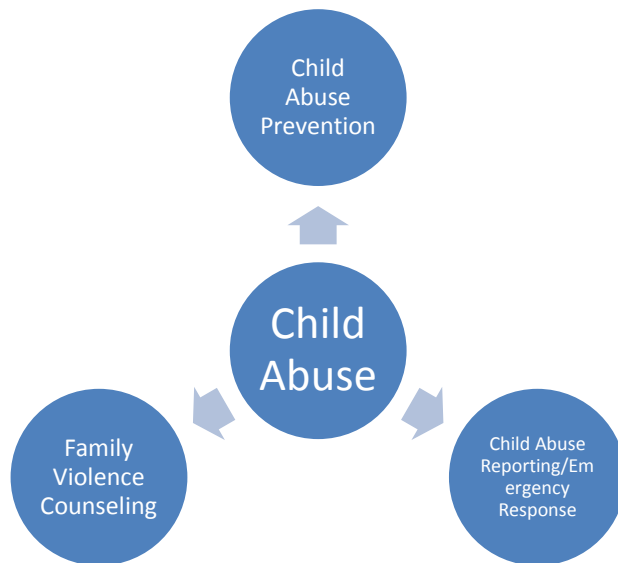 Child
Abuse
Prevention
Child
Abuse
Family
Violence
Counseling
Child Abuse
Reporting/Em
ergency
Response